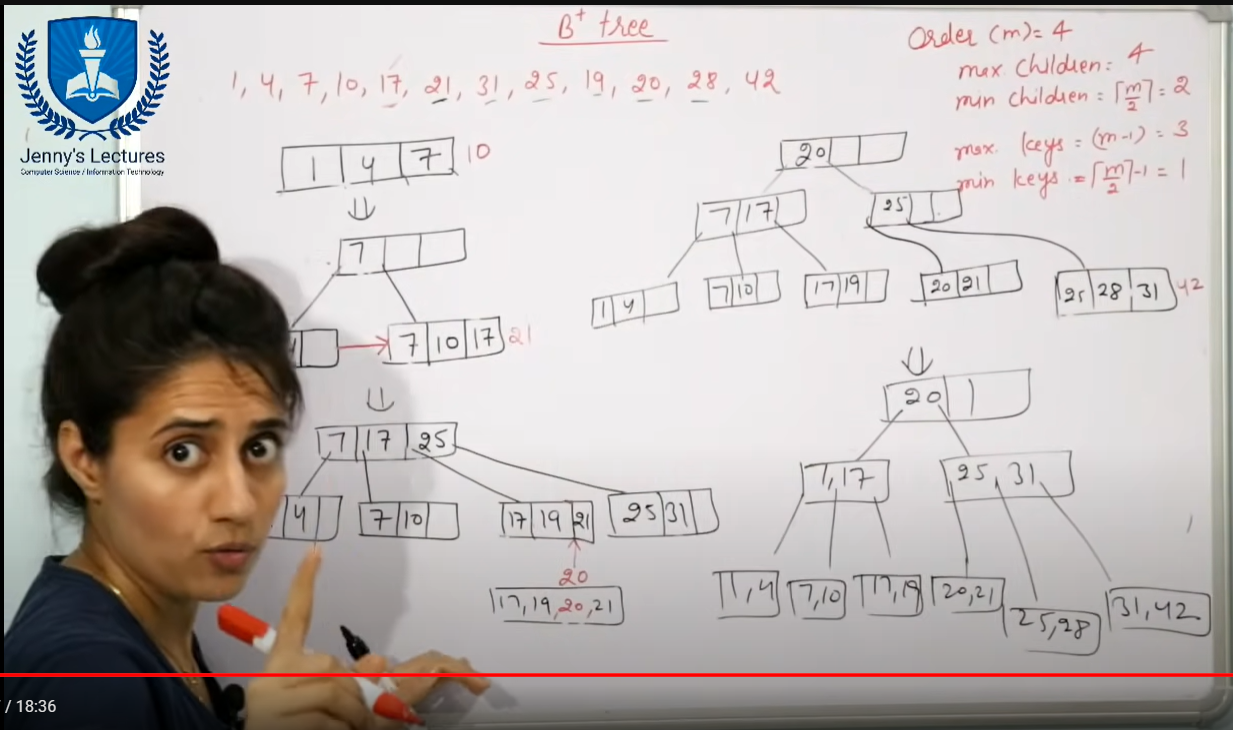 B+ tree
1, 4, 7, 10, 17, 21, 31, 25, 19, 20, 28, 42
Order (m)= 4
max. Children = 4
min children = ⌈m/2⌉ = 2
max. keys = (m-1) = 3
min keys = ⌈m/2⌉-1 = 1
Jenny's Lectures
Computer Science / Information Technology
1 4 7 10
7
7 10 17 21
7 17 25
4
7 10
17 19 21
25 31
20
17, 19, 20, 21
20
7 17
25
1 4
7 10
17 19
20 21
25 28 31 42
20
7, 17
25, 31
1, 4
7, 10
17, 19
20, 21
25, 28
31, 42
/ 18:36